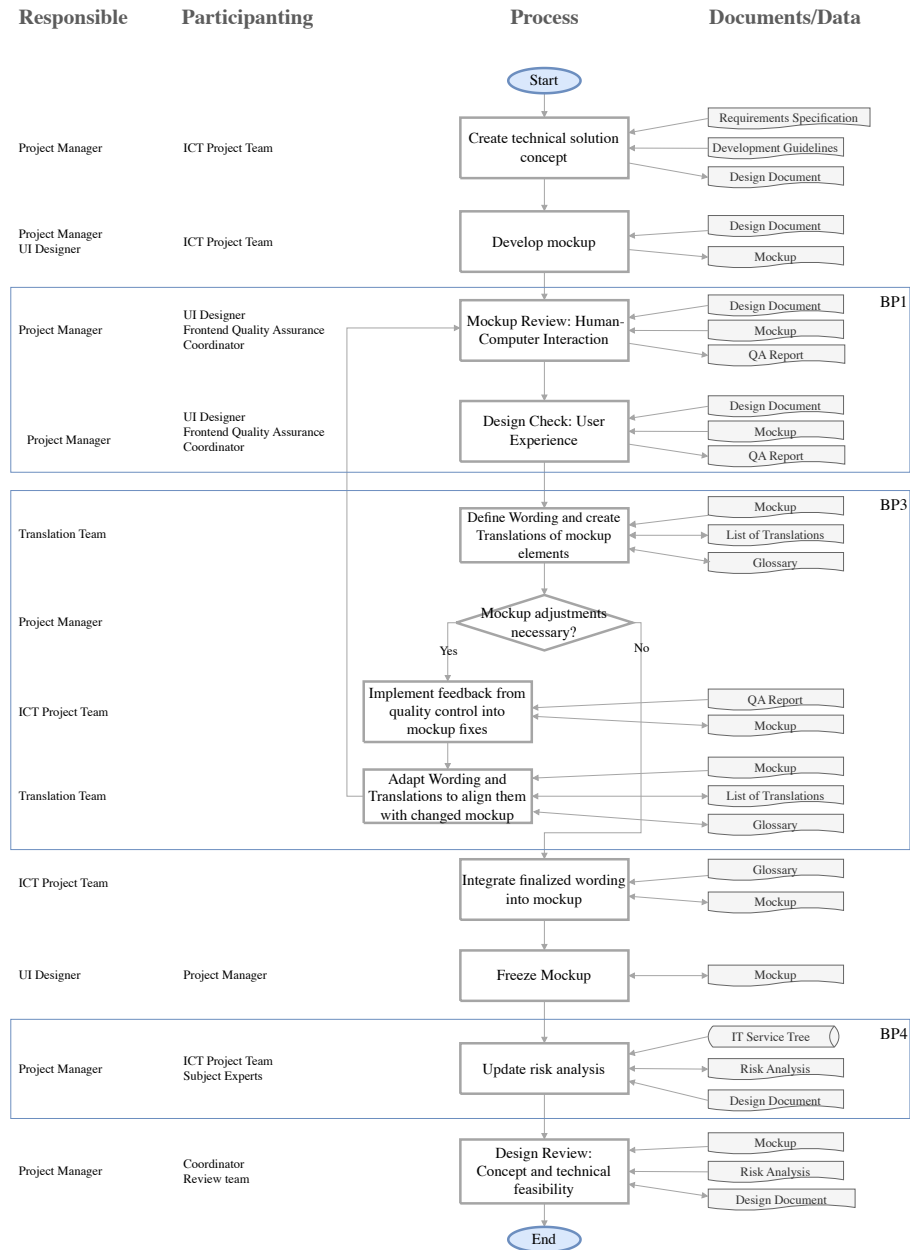 Responsible Participanting Process Documents/Data
Start
Requirements Specification
Project Manager ICT Project Team Create technical solution
concept
Development Guidelines
Design Document
Project Manager
UI Designer
ICT Project Team
Develop mockup
Design Document
Mockup
BP1
Project Manager
UI Designer
Frontend Quality Assurance
Coordinator
Mockup Review: Human-
Computer Interaction
Design Document
Mockup
QA Report
Project Manager
UI Designer
Frontend Quality Assurance
Coordinator
Design Check: User
Experience
Design Document
Mockup
QA Report
BP3
Translation Team
Define Wording and create
Translations of mockup
elements
Mockup
List of Translations
Glossary
Project Manager
Mockup adjustments
necessary?
Yes
No
ICT Project Team
Implement feedback from
quality control into
mockup fixes
QA Report
Mockup
Translation Team
Adapt Wording and
Translations to align them
with changed mockup
Mockup
List of Translations
Glossary
ICT Project Team
Integrate finalized wording
into mockup
Glossary
Mockup
UI Designer
Project Manager
Freeze Mockup
Mockup
BP4
Project Manager
ICT Project Team
Subject Experts
Update risk analysis
IT Service Tree
Risk Analysis
Design Document
Project Manager
Coordinator
Review team
Design Review:
Concept and technical
feasibility
Mockup
Risk Analysis
Design Document
End